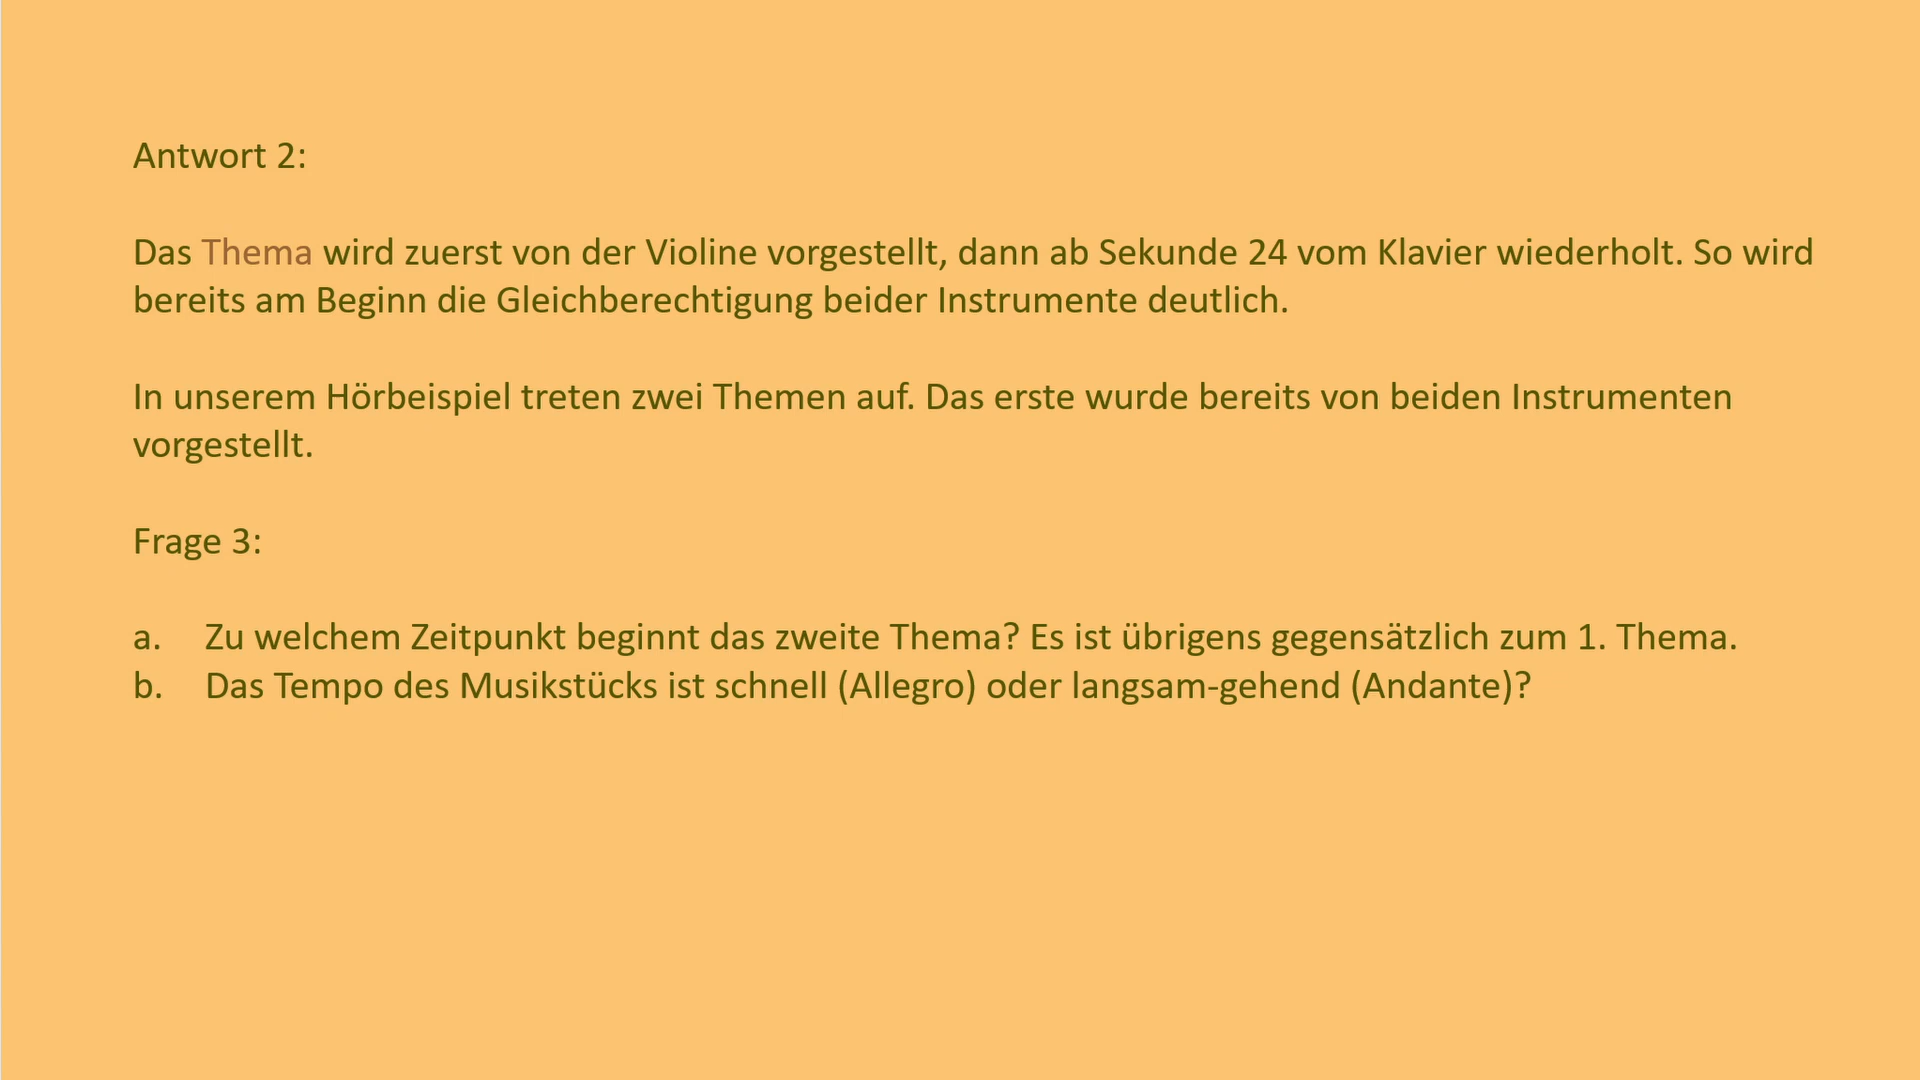 Antwort 2:
Das Thema wird zuerst von der Violine vorgestellt, dann ab Sekunde 24 vom Klavier wiederholt. So wird
bereits am Beginn die Gleichberechtigung beider Instrumente deutlich.
In unserem Hörbeispiel treten zwei Themen auf. Das erste wurde bereits von beiden Instrumenten
vorgestellt.
Frage 3:
a. Zu welchem Zeitpunkt beginnt das zweite Thema? Es ist übrigens gegensätzlich zum 1. Thema.
b. Das Tempo des Musikstücks ist schnell (Allegro) oder langsam-gehend (Andante)?